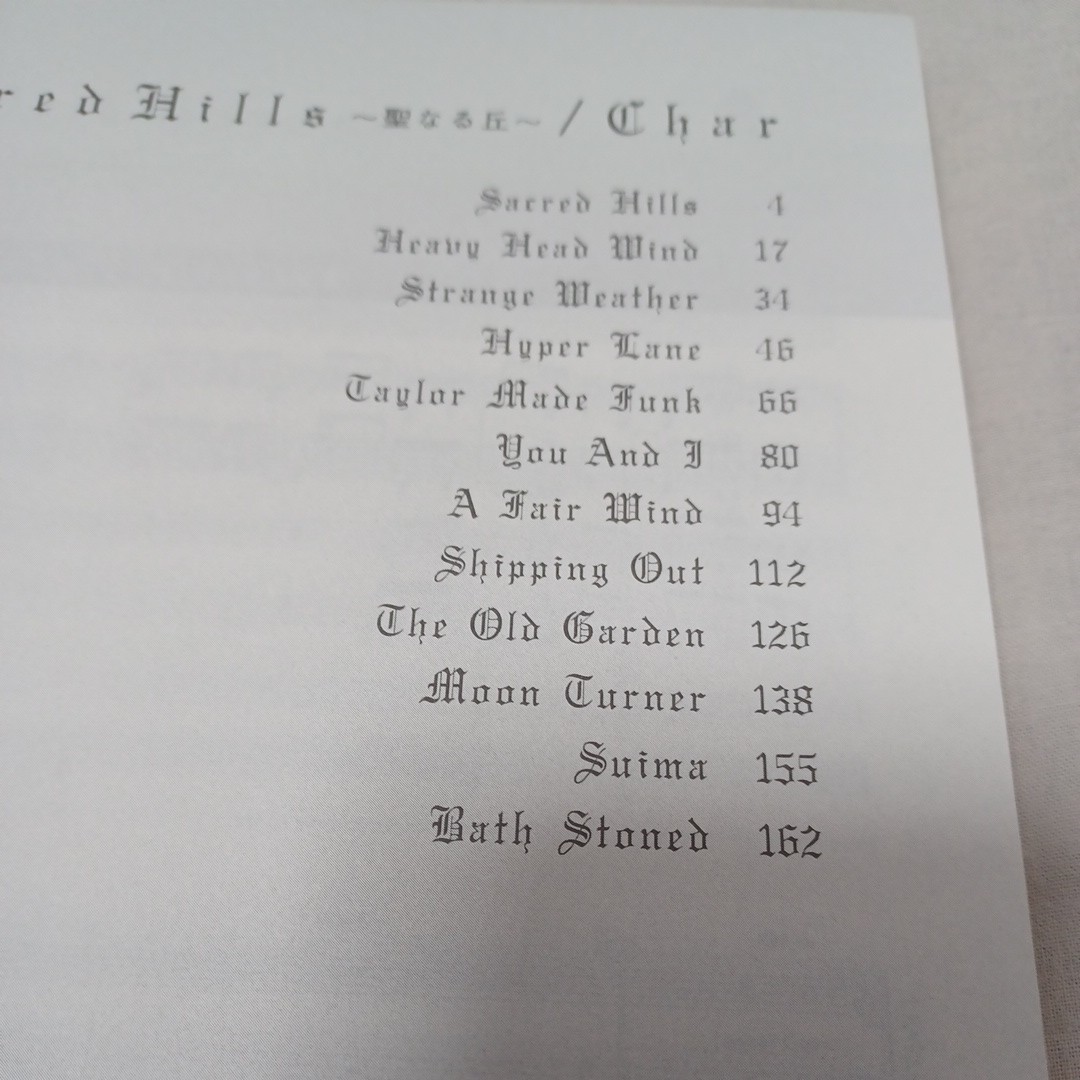 red Hills ～聖なる丘～ / Char
Sacred Hills 4
Heavy Head Wind 17
Strange Weather 34
Hyper Lane 46
Taylor Made Funk 66
You And I 80
A Fair Wind 94
Shipping Out 112
The Old Garden 126
Moon Turner 138
Suima 155
Bath Stoned 162